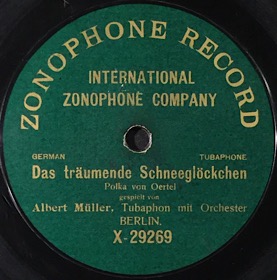 ZONOPHONE RECORD
INTERNATIONAL
ZONOPHONE COMPANY
GERMAN TUBAPHONE.
Das träumende Schneeglöckchen
Polka von Oertel
gespielt von
Albert Müller, Tubaphon mit Orchester
BERLIN.
X-29269